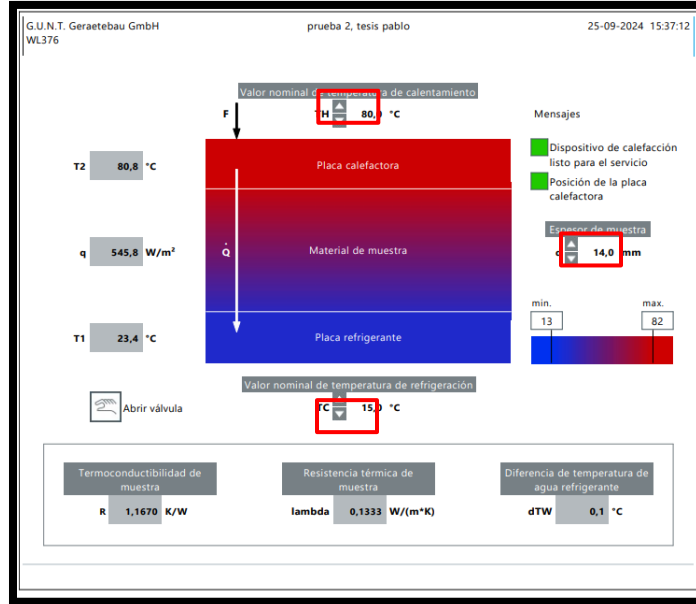 G.U.N.T. Geraetebau GmbH
WL376
prueba 2, tesis pablo
25-09-2024 15:37:12
Valor nominal de temperatura de calentamiento
F
TH 80,0 °C
Mensajes
Dispositivo de calefacción
listo para el servicio
Posición de la placa
calefactora
T2 80,8 °C
Placa calefactora
Espesor de muestra
d 14,0 mm
q 545,8 W/m²
Q̇
Material de muestra
min. max.
13 82
T1 23,4 °C
Placa refrigerante
Valor nominal de temperatura de refrigeración
TC 15,0 °C
Abrir válvula
Termoconductibilidad de
muestra
R 1,1670 K/W
Resistencia térmica de
muestra
lambda 0,1333 W/(m*K)
Diferencia de temperatura de
agua refrigerante
dTW 0,1 °C